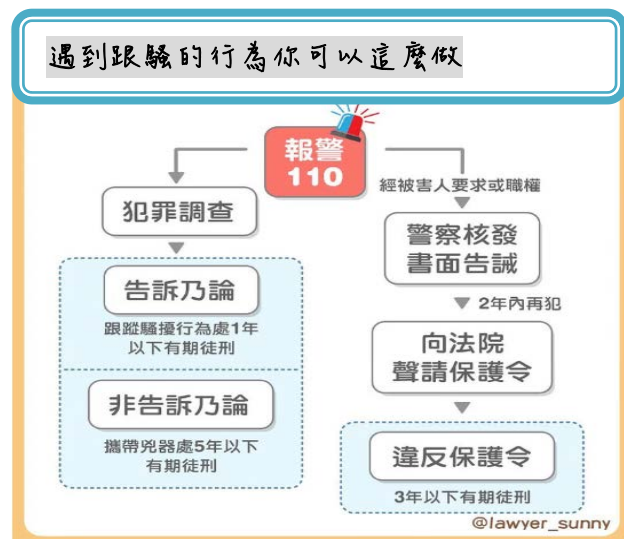 遇到跟騷的行為你可以這麼做
報警
110
犯罪調查
告訴乃論
跟蹤騷擾行為處1年
以下有期徒刑
非告訴乃論
攜帶兇器處5年以下
有期徒刑
經被害人要求或職權
警察核發
書面告誡
2年內再犯
向法院
聲請保護令
違反保護令
3年以下有期徒刑
@lawyer_sunny